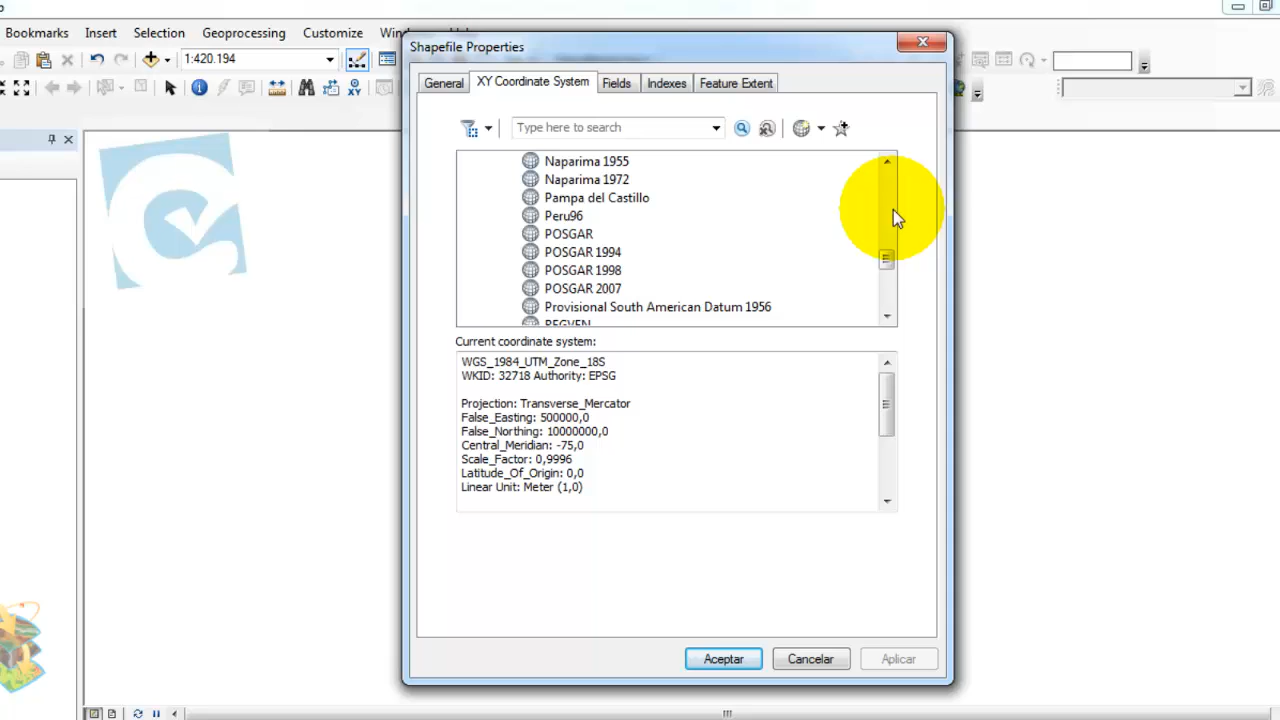 Bookmarks Insert Selection Geoprocessing Customize
Shapefile Properties
1:420.194
General XY Coordinate System Fields Indexes Feature Extent
Type here to search
Naparima 1955
Naparima 1972
Pampa del Castillo
Peru96
POSGAR
POSGAR 1994
POSGAR 1998
POSGAR 2007
Provisional South American Datum 1956
REGVEN
Current coordinate system:
WGS_1984_UTM_Zone_18S
WKID: 32718 Authority: EPSG
Projection: Transverse_Mercator
False_Easting: 500000,0
False_Northing: 10000000,0
Central_Meridian: -75,0
Scale_Factor: 0,9996
Latitude_Of_Origin: 0,0
Linear Unit: Meter (1,0)
Aceptar Cancelar Aplicar